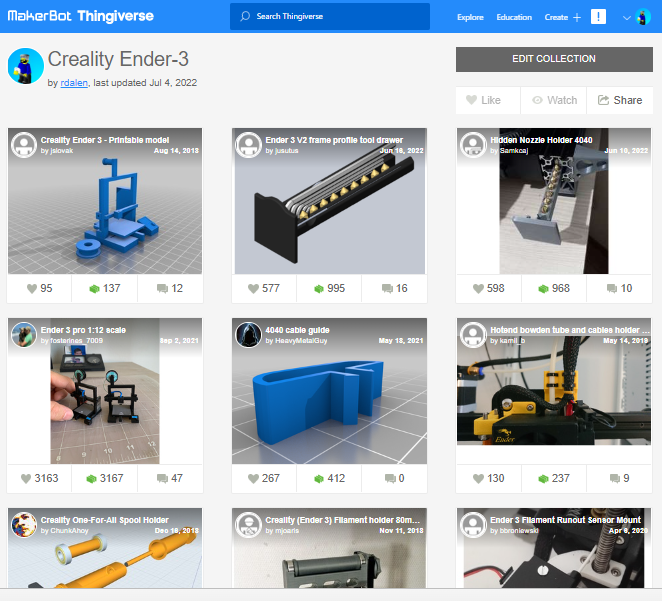 MakerBot Thingiverse
Search Thingiverse
Explore Education Create + !
Creality Ender-3
by rdalen, last updated Jul 4, 2022
EDIT COLLECTION
Like Watch Share
Creality Ender 3 - Printable model
by jslovak Aug 14, 2018
95 137 12
Ender 3 V2 frame profile tool drawer
by jusutus Jun 18, 2022
577 995 16
Hidden Nozzle Holder 4040
by Samkcaj Jun 10, 2022
598 968 10
Ender 3 pro 1:12 scale
by fosterines_7009 Sep 2, 2021
3163 3167 47
4040 cable guide
by HeavyMetalGuy May 13, 2021
267 412 0
Hotend bowden tube and cables holder ...
by kamil_b May 14, 2019
Ender
130 237 9
Creality One-For-All Spool Holder
by ChunkAhoy Dec 10, 2018
Creality (Ender 3) Filament holder 80m...
by mjoaris Nov 11, 2018
Ender 3 Filament Runout Sensor Mount
by bbroniewski Apr 6, 2020